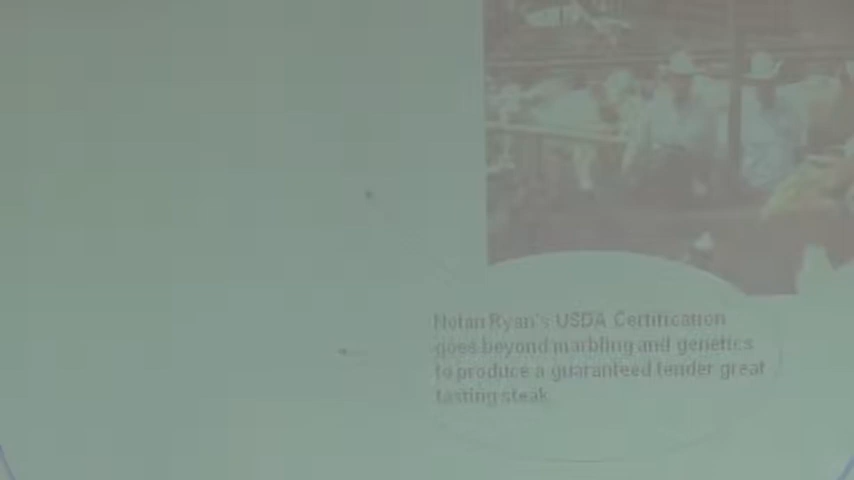 Nolan Ryan's USDA Certification
goes beyond marbling and genetics
to produce a guaranteed tender great
tasting steak